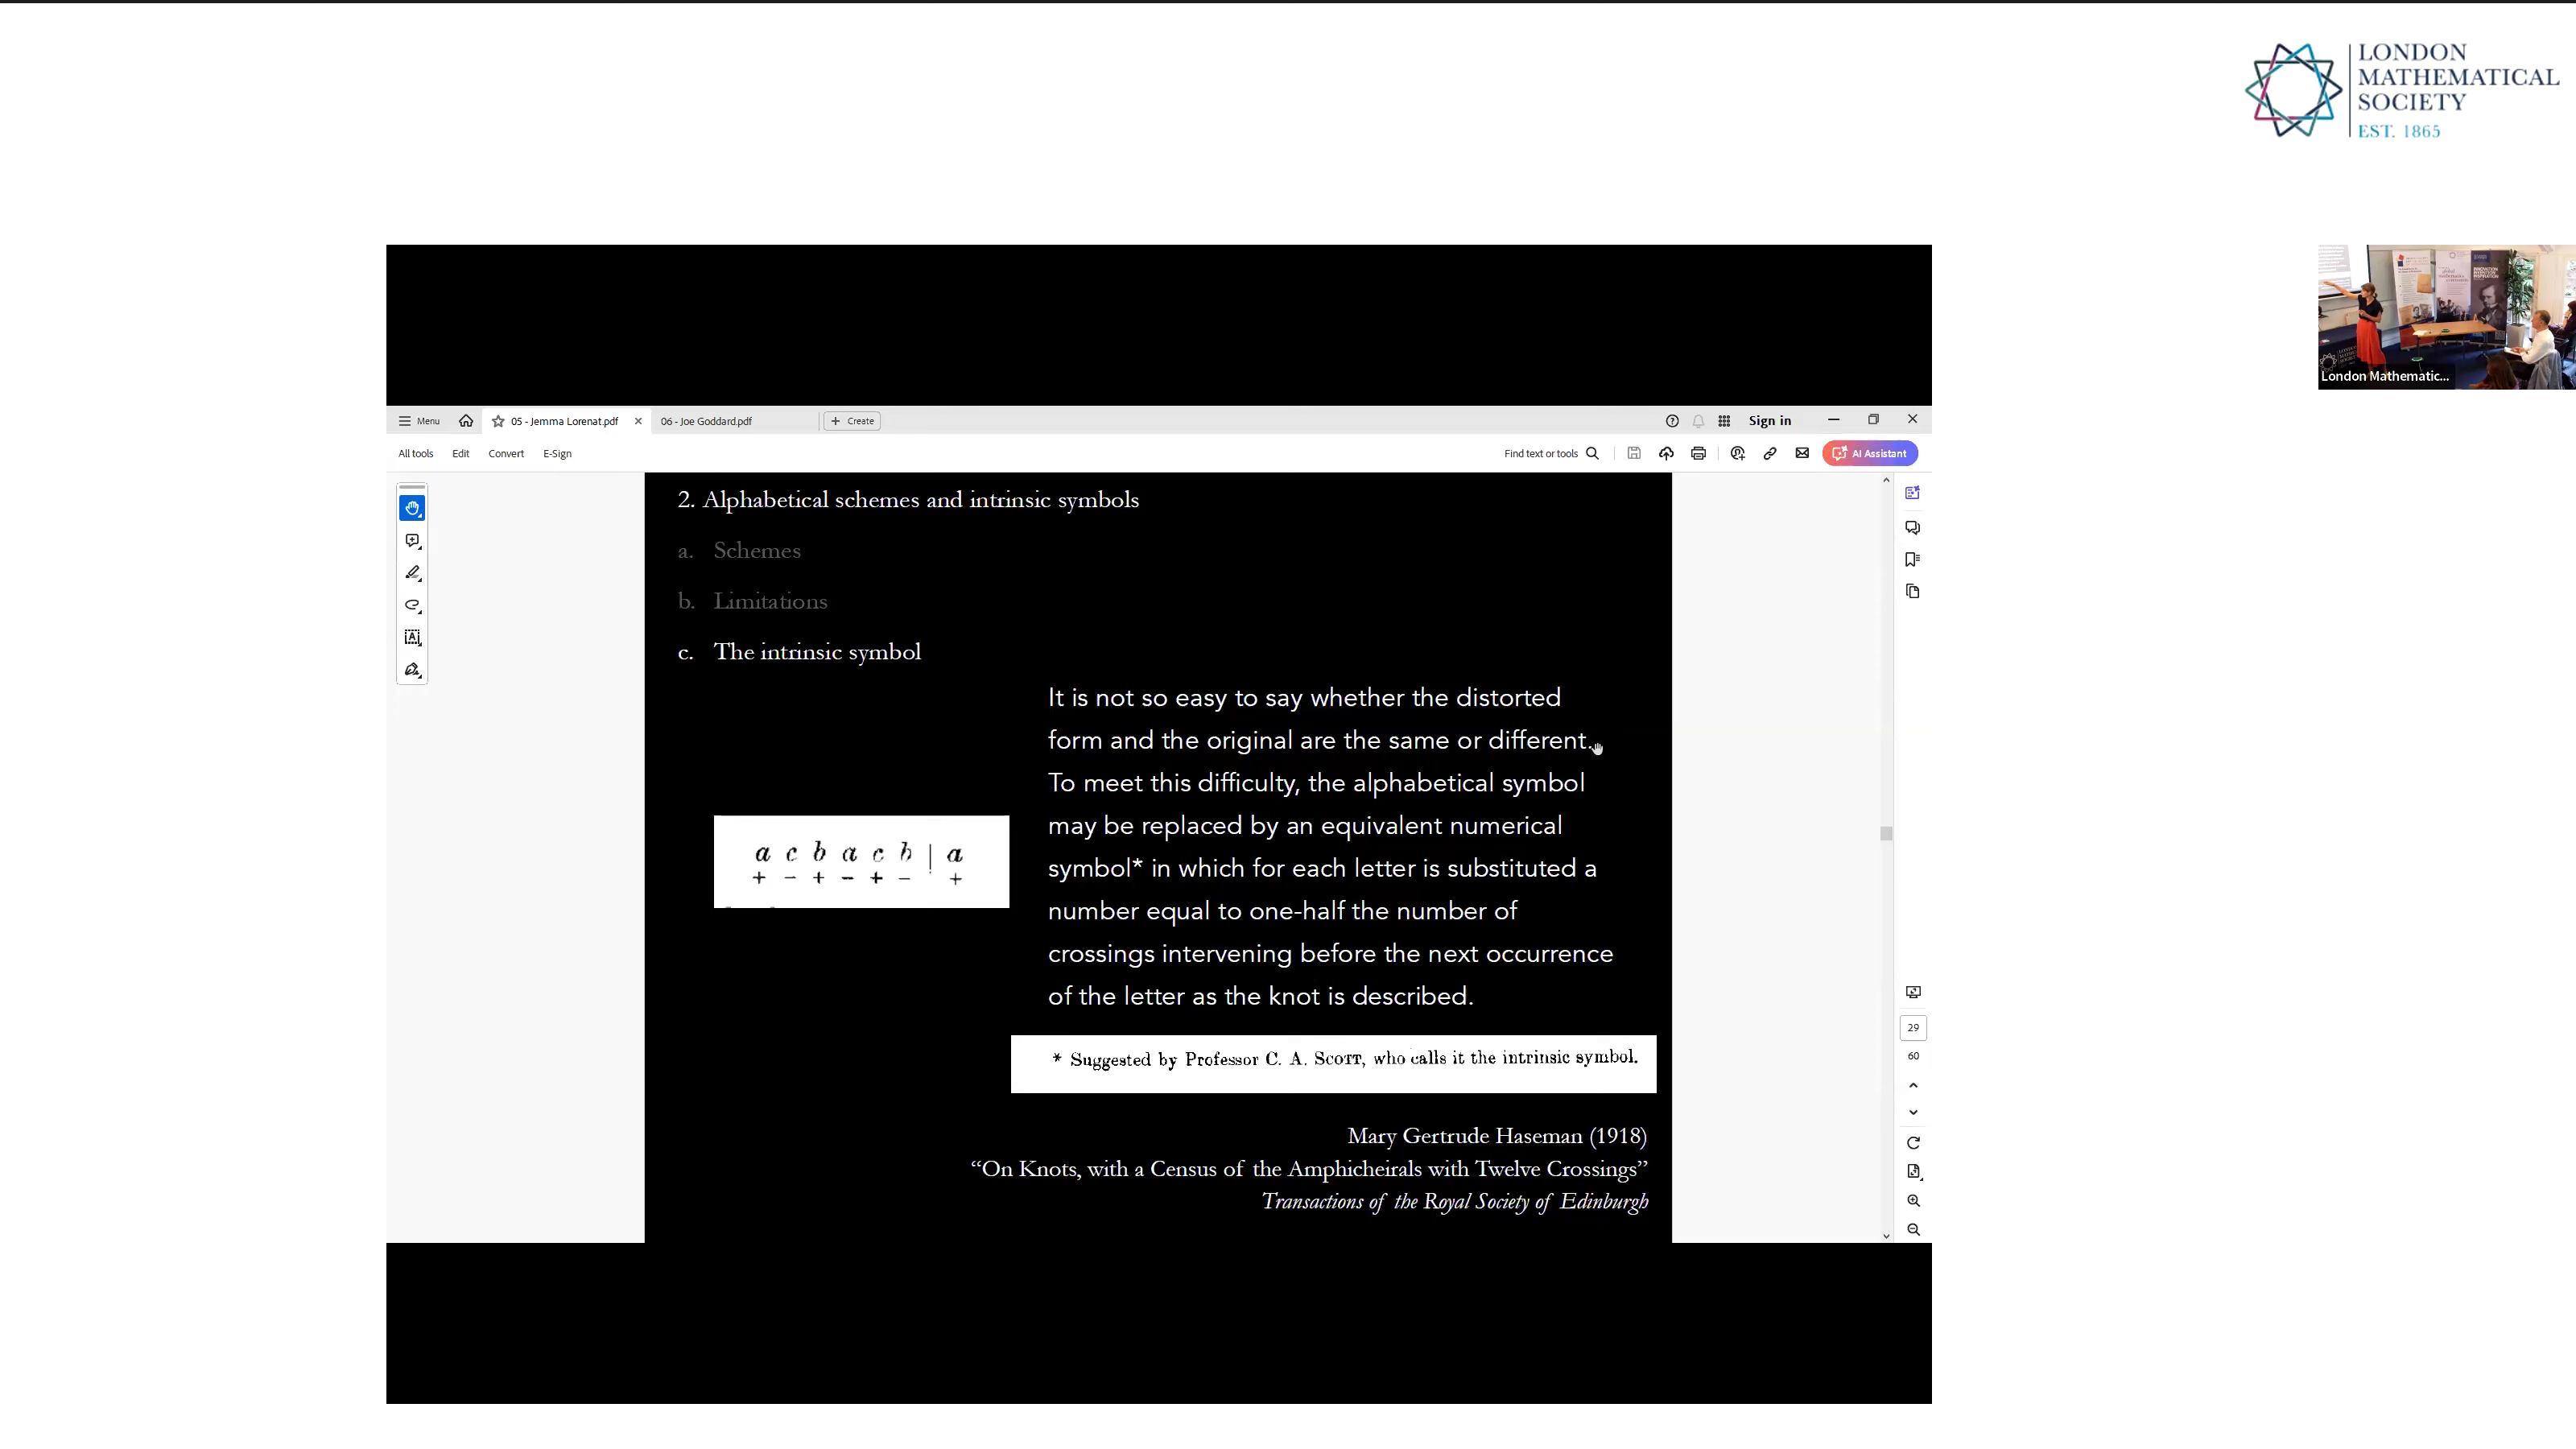 LONDON
MATHEMATICAL
SOCIETY
EST. 1865
London Mathematic...
Menu
05 - Jemma Lorenat.pdf
06 - Joe Goddard.pdf
Create
Sign in
All tools
Edit
Convert
E-Sign
Find text or tools
AI Assistant
2. Alphabetical schemes and intrinsic symbols
a. Schemes
b. Limitations
c. The intrinsic symbol
It is not so easy to say whether the distorted
form and the original are the same or different.
To meet this difficulty, the alphabetical symbol
may be replaced by an equivalent numerical
symbol* in which for each letter is substituted a
number equal to one-half the number of
crossings intervening before the next occurrence
of the letter as the knot is described.
a c b a c b | a
+ − + − + − +
* Suggested by Professor C. A. SCOTT, who calls it the intrinsic symbol.
Mary Gertrude Haseman (1918)
“On Knots, with a Census of the Amphicheirals with Twelve Crossings”
Transactions of the Royal Society of Edinburgh
29
60